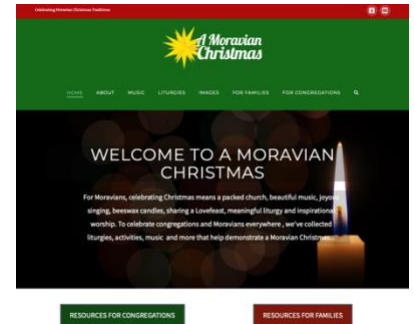 Celebrating Moravian Christmas Traditions
A Moravian
Christmas
HOME ABOUT MUSIC LITURGIES IMAGES FOR FAMILIES FOR CONGREGATIONS
WELCOME TO A MORAVIAN
CHRISTMAS
For Moravians, celebrating Christmas means a packed church, beautiful music, joyous
singing, beeswax candles, sharing a Lovefeast, meaningful liturgy and inspirational
worship. To celebrate congregations and Moravians everywhere , we've collected
liturgies, activities, music and more that help demonstrate a Moravian Christmas.
RESOURCES FOR CONGREGATIONS RESOURCES FOR FAMILIES